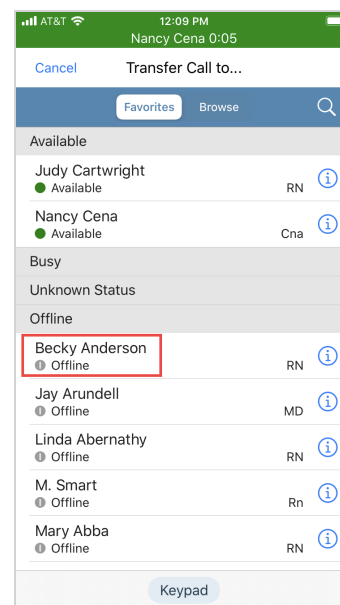 AT&T 12:09 PM
Nancy Cena 0:05
Cancel Transfer Call to...
Favorites Browse
Available
Judy Cartwright
Available RN
Nancy Cena
Available Cna
Busy
Unknown Status
Offline
Becky Anderson
Offline RN
Jay Arundell
Offline MD
Linda Abernathy
Offline RN
M. Smart
Offline Rn
Mary Abba
Offline RN
Keypad